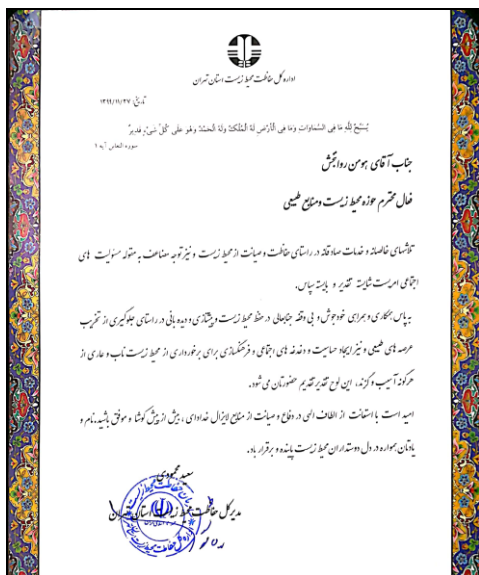 اداره کل حفاظت محیط زیست استان تهران
تاریخ: ۱۳۹۹/۱۱/۲۷
یُسَبِّحُ لِلَّهِ مَا فِی السَّمَاوَاتِ وَمَا فِی الْأَرْضِ لَهُ الْمُلْکُ وَلَهُ الْحَمْدُ وَهُوَ عَلَى کُلِّ شَیْءٍ قَدِیرٌ
سوره التغابن آیه ۱
جناب آقای هومن روانبخش
فعال محترم حوزه محیط زیست و منابع طبیعی
تلاشهای خالصانه و خدمات صادقانه در راستای حفاظت و صیانت از محیط زیست و نیز توجه مضاعف به مقوله مسئولیت های
اجتماعی امریست شایسته تقدیر و بایسته سپاس.
به پاس همکاری و همراهی خودجوش و بی وقفه جنابعالی در حفظ محیط زیست و پیشتازی و دیده بانی در راستای جلوگیری از تخریب
عرصه های طبیعی و نیز ایجاد حساسیت و دغدغه های اجتماعی و فرهنگسازی برای برخورداری از محیط زیست ناب و عاری از
هرگونه آسیب و گزند، این لوح تقدیر تقدیم حضورتان می شود.
امید است با استعانت از الطاف الهی در دفاع و صیانت از منابع لایزال خدادادی، بیش از پیش کوشا و موفق باشید. نام و
یادتان همواره در دل دوستداران محیط زیست پاینده و برقرار باد.
سعید محمودی
مدیرکل حفاظت محیط زیست استان تهران